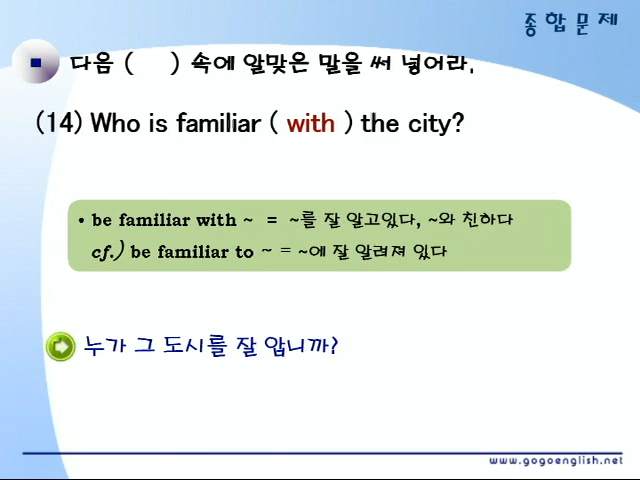 종합문제
다음 (    ) 속에 알맞은 말을 써 넣어라.
(14) Who is familiar ( with ) the city?
• be familiar with ~ = ~를 잘 알고있다, ~와 친하다
cf.) be familiar to ~ = ~에 잘 알려져 있다
누가 그 도시를 잘 압니까?
www.gogoenglish.net